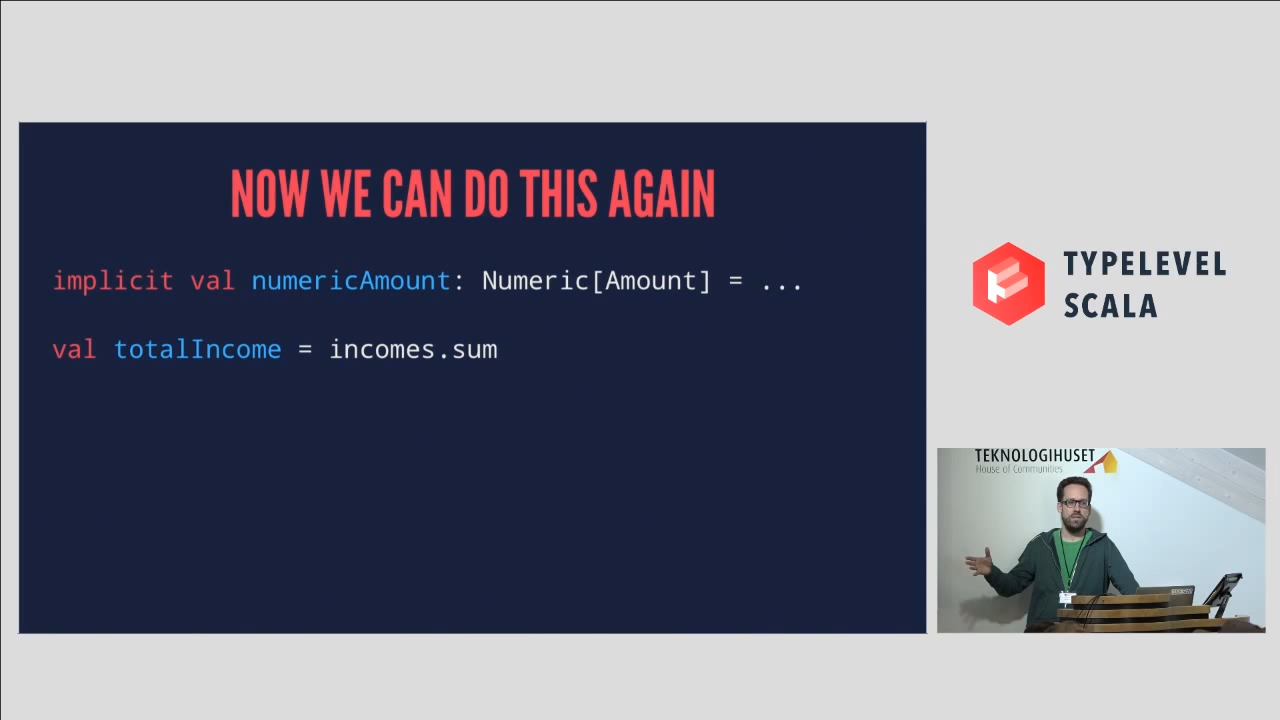 NOW WE CAN DO THIS AGAIN
implicit val numericAmount: Numeric[Amount] = ...
val totalIncome = incomes.sum
TYPELEVEL
SCALA
TEKNOLOGIHUSET
House of Communities